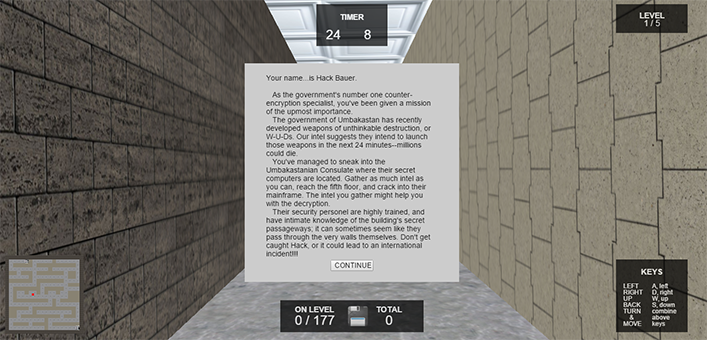 TIMER
24 8
LEVEL
1 / 5
Your name...is Hack Bauer.
As the government's number one counter-
encryption specialist, you've been given a mission
of the upmost importance.
The government of Umbakastan has recently
developed weapons of unthinkable destruction, or
W-U-Ds. Our intel suggests they intend to launch
those weapons in the next 24 minutes--millions
could die.
You've managed to sneak into the
Umbakastanian Consulate where their secret
computers are located. Gather as much intel as
you can, reach the fifth floor, and crack into their
mainframe. The intel you gather might help you
with the decryption.
Their security personel are highly trained, and
have intimate knowledge of the building's secret
passageways; it can sometimes seem like they
pass through the very walls themselves. Don't get
caught Hack, or it could lead to an international
incident!!!!
CONTINUE
ON LEVEL
0 / 177
TOTAL
0
KEYS
LEFT A, left
RIGHT D, right
UP W, up
BACK S, down
TURN combine
& above
MOVE keys